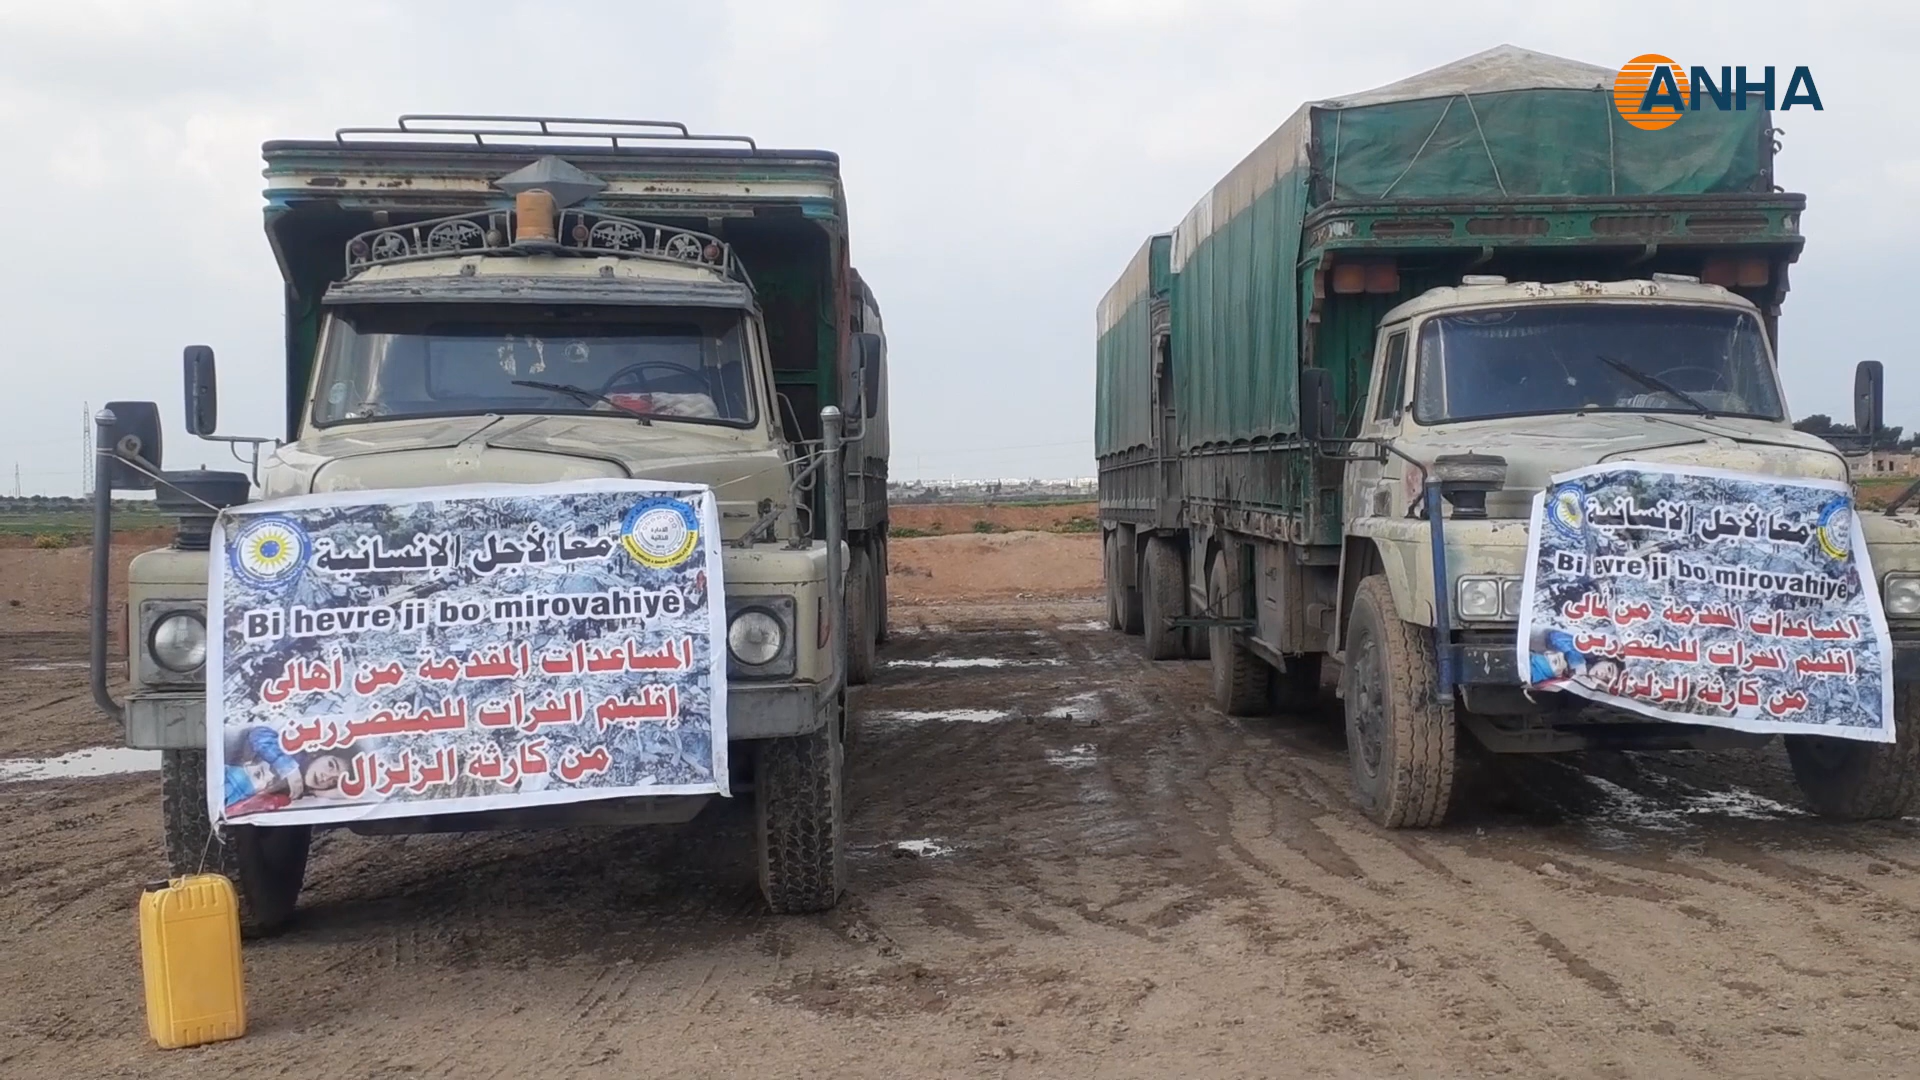 ANHA
معاً لأجل الإنسانية
Bi hevre ji bo mirovahiyê
المساعدات المقدمة من أهالي
إقليم الفرات للمتضررين
من كارثة الزلزال
معاً لأجل الإنسانية
Bi hevre ji bo mirovahiyê
المساعدات المقدمة من أهالي
إقليم الفرات للمتضررين
من كارثة الزلزال